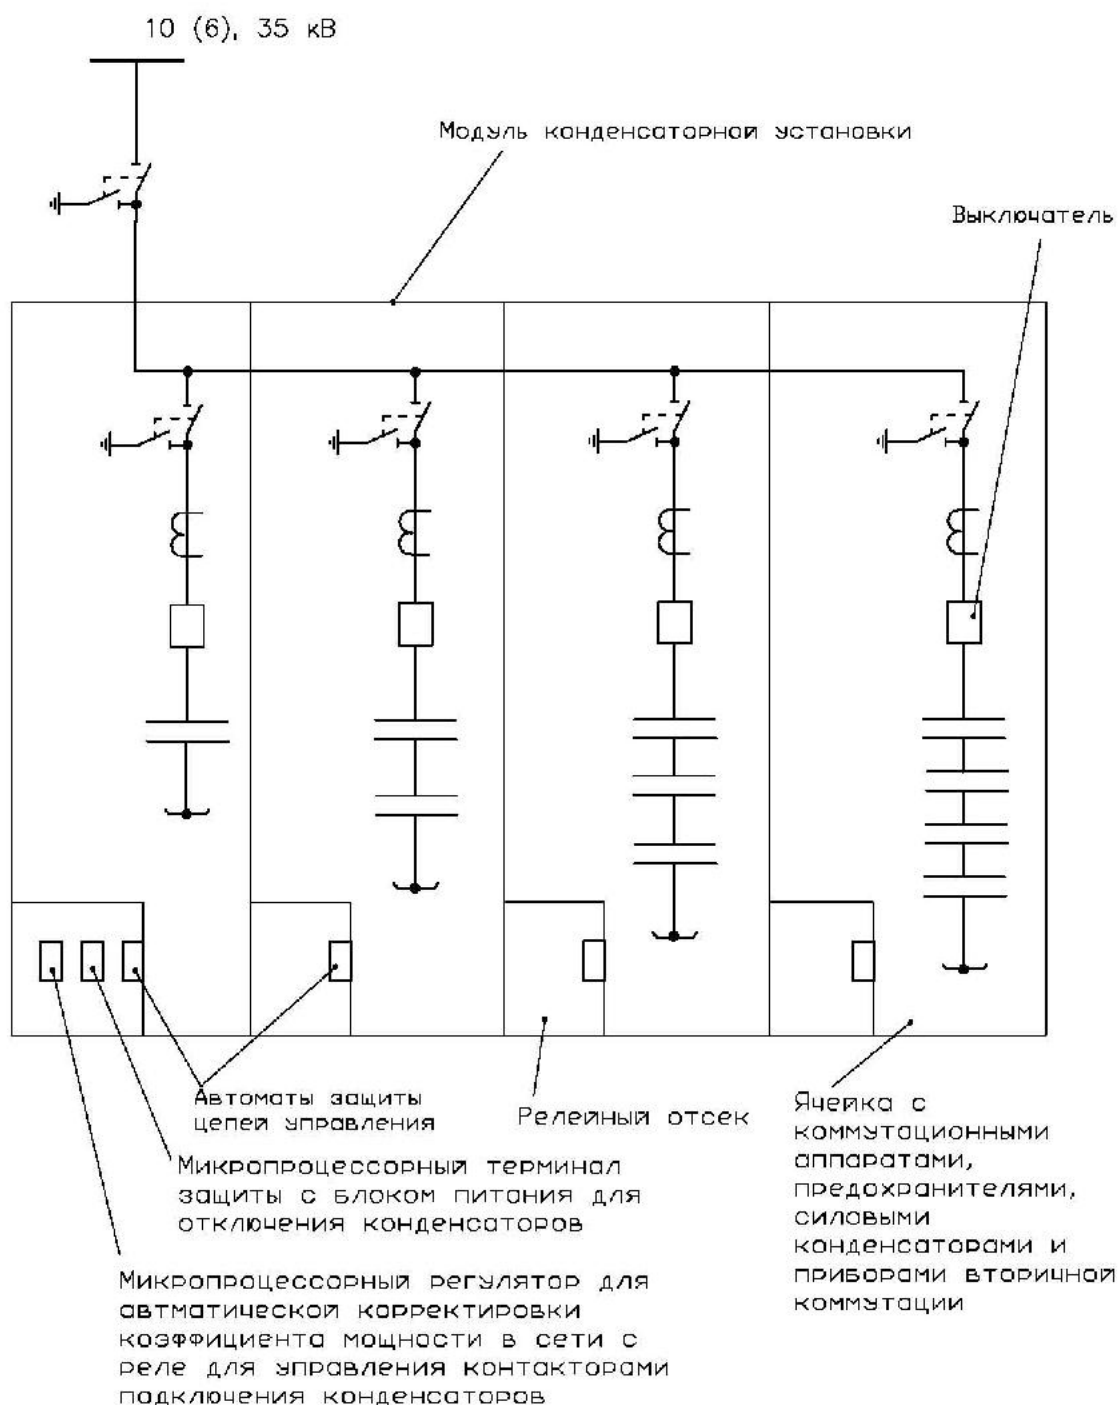 10 (6), 35 кВ
Модуль конденсаторной установки
Выключатель
Автоматы защиты
цепей управления
Релейный отсек
Ячейка с
коммутационными
аппаратами,
предохранителями,
силовыми
конденсаторами и
приборами вторичной
коммутации
Микропроцессорный терминал
защиты с блоком питания для
отключения конденсаторов
Микропроцессорный регулятор для
автматической корректировки
коэффициента мощности в сети с
реле для управления контакторами
подключения конденсаторов